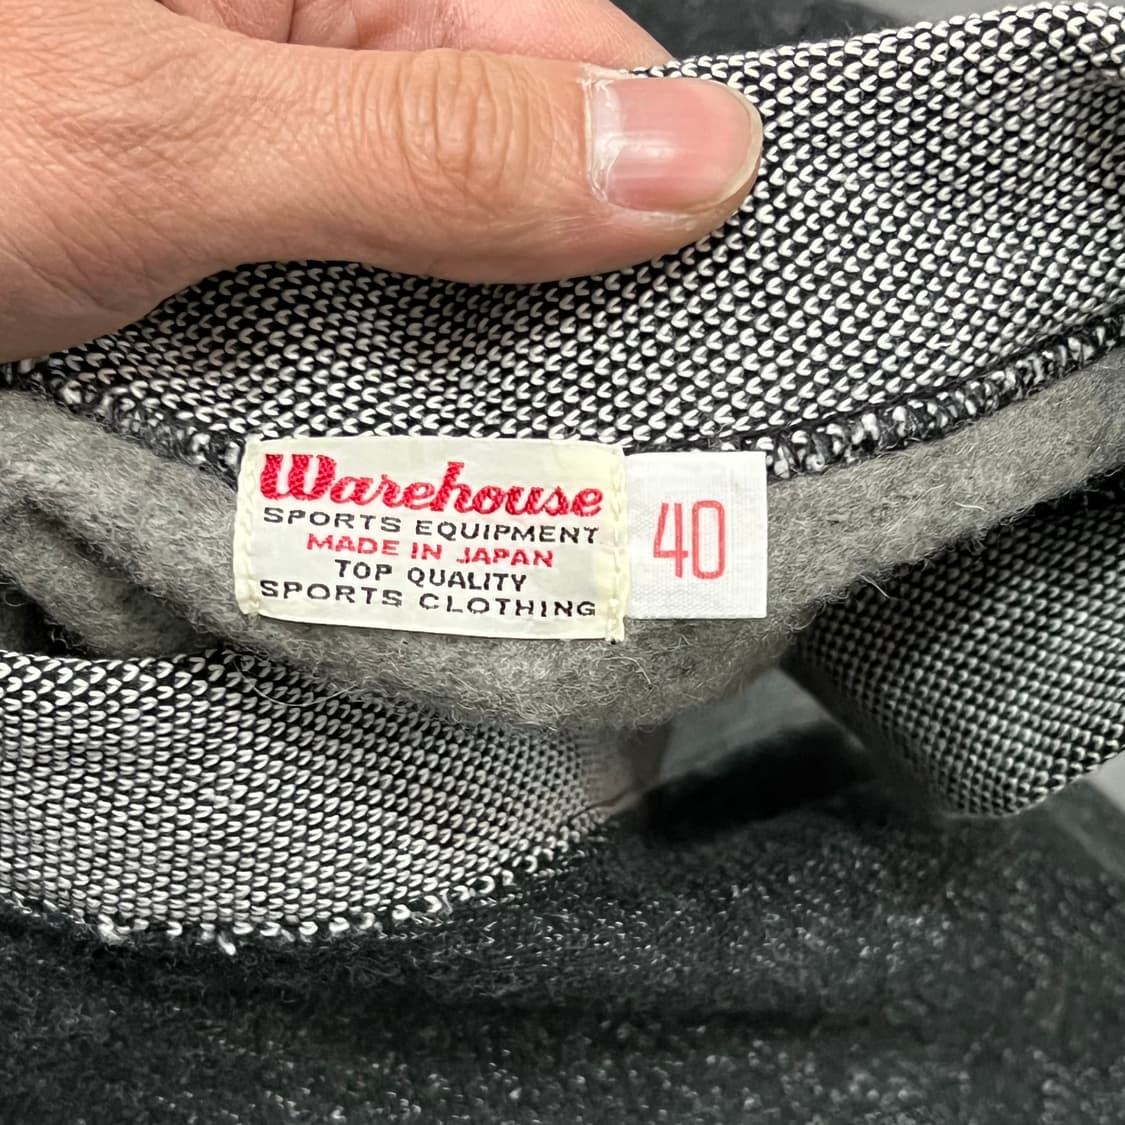 Warehouse
SPORTS EQUIPMENT
MADE IN JAPAN
TOP QUALITY
SPORTS CLOTHING
40